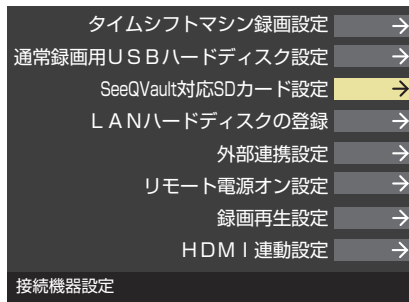 タイムシフトマシン録画設定
通常録画用ＵＳＢハードディスク設定
SeeQVault対応SDカード設定
ＬＡＮハードディスクの登録
外部連携設定
リモート電源オン設定
録画再生設定
ＨＤＭＩ連動設定
接続機器設定